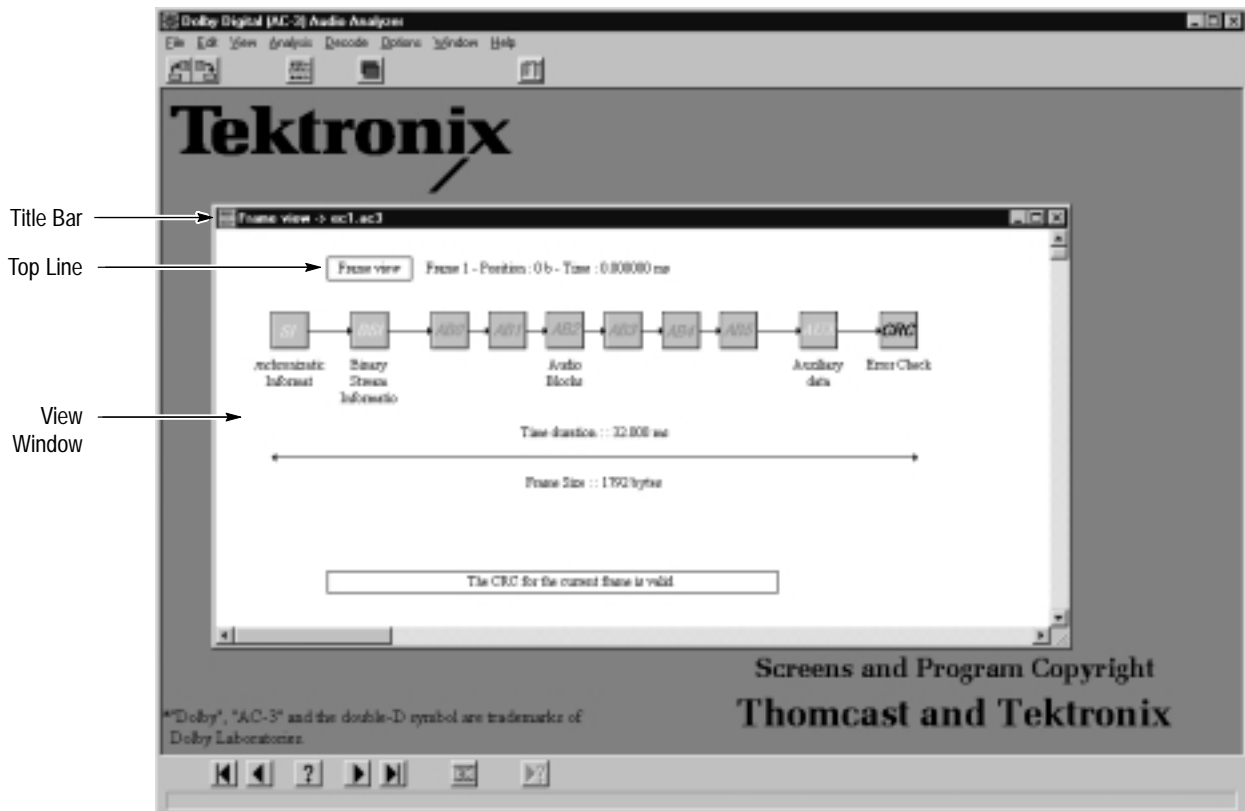 Dolby Digital (AC-3) Audio Analyzer
File Edit View Analysis Decode Options Window Help
Tektronix
Title Bar
Frame view -> ec1.ac3
Top Line
Frame view Frame 1 - Position : 0 b - Time : 0.000000 ms
SI BSI AB0 AB1 AB2 AB3 AB4 AB5 AUX CRC
nchronizatic Binary Audio Auxiliary Error Check
Informat Stream Blocks data
Informatio
View
Window
Time duration :: 32.000 ms
Frame Size :: 1792 bytes
The CRC for the current frame is valid
Screens and Program Copyright
Thomcast and Tektronix
*"Dolby", "AC-3" and the double-D symbol are trademarks of
Dolby Laboratories.
?
?